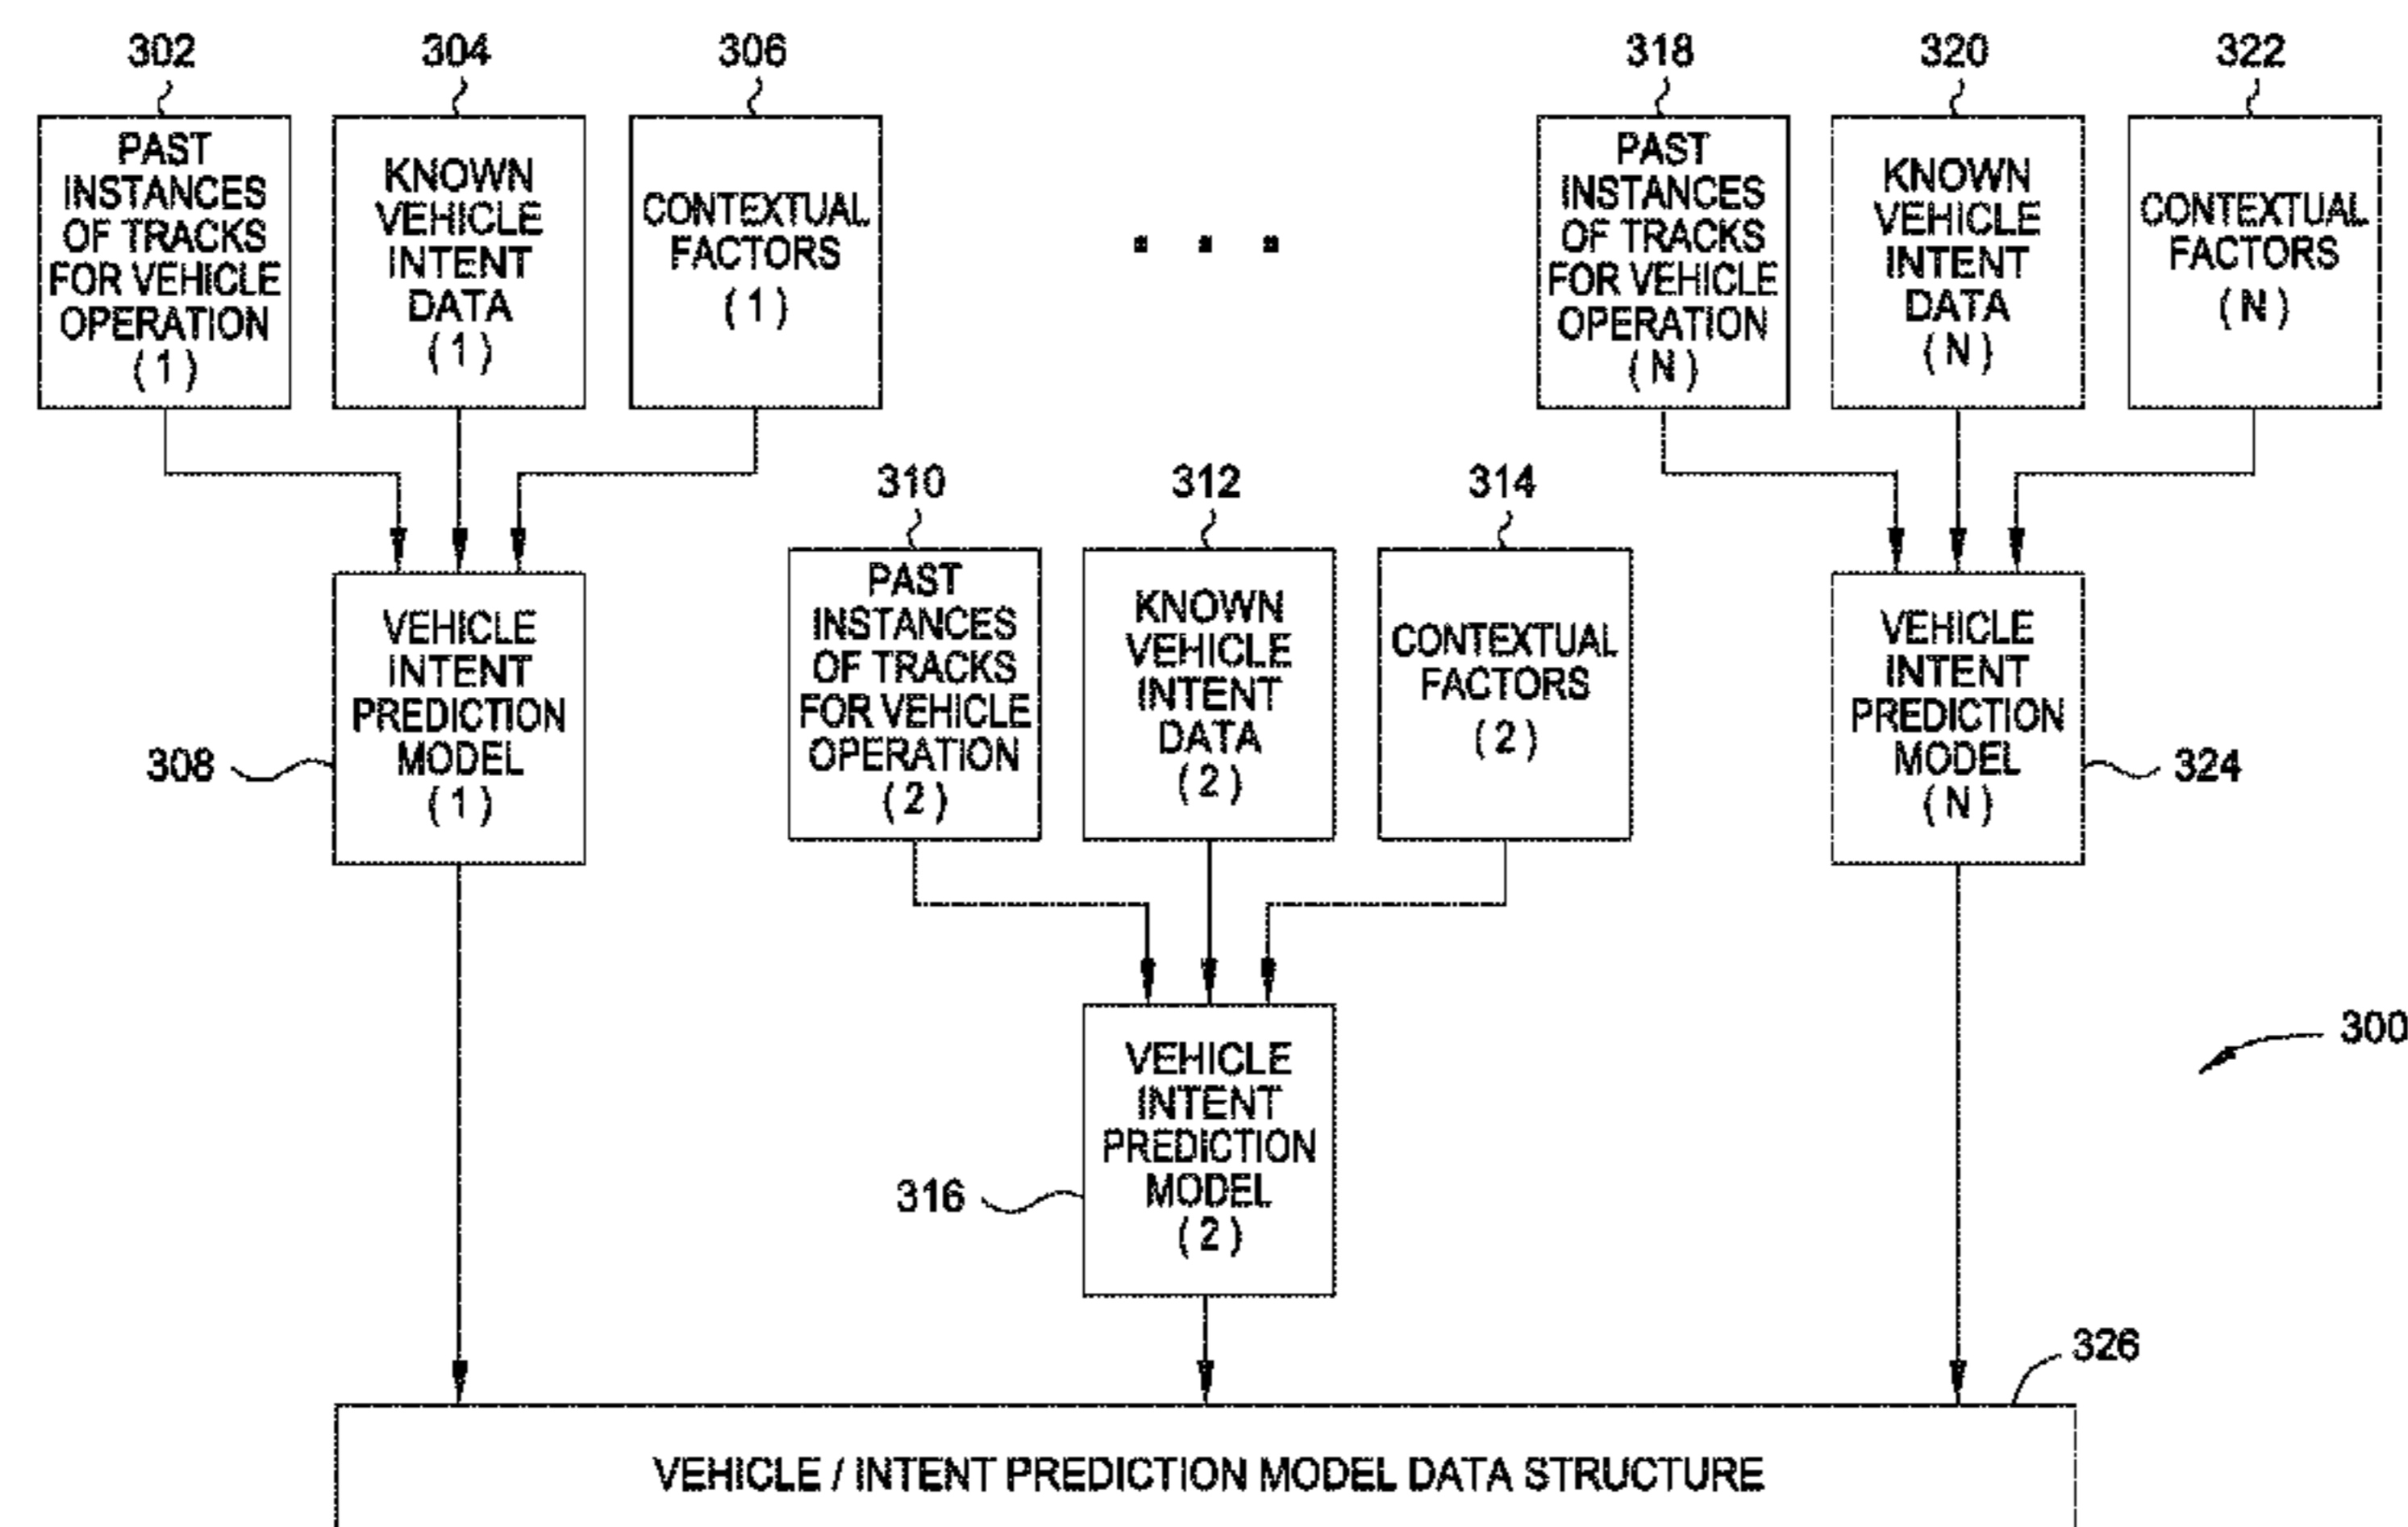 302
304
306
318
320
322
PAST
INSTANCES
OF TRACKS
FOR VEHICLE
OPERATION
(1)
KNOWN
VEHICLE
INTENT
DATA
(1)
CONTEXTUAL
FACTORS
(1)
. . .
PAST
INSTANCES
OF TRACKS
FOR VEHICLE
OPERATION
(N)
KNOWN
VEHICLE
INTENT
DATA
(N)
CONTEXTUAL
FACTORS
(N)
310
312
314
VEHICLE
INTENT
PREDICTION
MODEL
(1)
308
PAST
INSTANCES
OF TRACKS
FOR VEHICLE
OPERATION
(2)
KNOWN
VEHICLE
INTENT
DATA
(2)
CONTEXTUAL
FACTORS
(2)
VEHICLE
INTENT
PREDICTION
MODEL
(N)
324
VEHICLE
INTENT
PREDICTION
MODEL
(2)
316
300
326
VEHICLE / INTENT PREDICTION MODEL DATA STRUCTURE